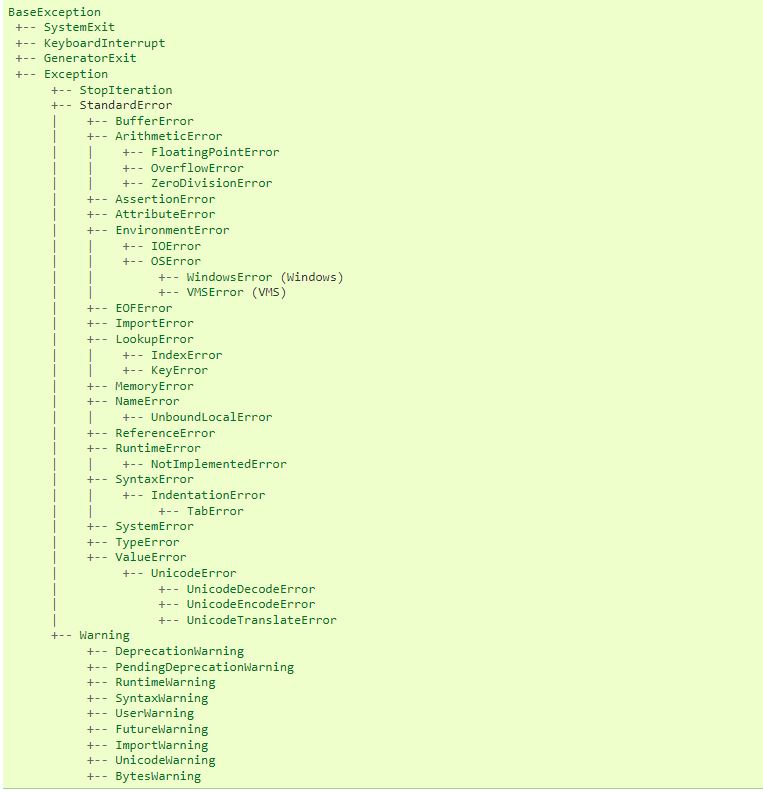 BaseException
 +-- SystemExit
 +-- KeyboardInterrupt
 +-- GeneratorExit
 +-- Exception
      +-- StopIteration
      +-- StandardError
      |    +-- BufferError
      |    +-- ArithmeticError
      |    |    +-- FloatingPointError
      |    |    +-- OverflowError
      |    |    +-- ZeroDivisionError
      |    +-- AssertionError
      |    +-- AttributeError
      |    +-- EnvironmentError
      |    |    +-- IOError
      |    |    +-- OSError
      |    |         +-- WindowsError (Windows)
      |    |         +-- VMSError (VMS)
      |    +-- EOFError
      |    +-- ImportError
      |    +-- LookupError
      |    |    +-- IndexError
      |    |    +-- KeyError
      |    +-- MemoryError
      |    +-- NameError
      |    |    +-- UnboundLocalError
      |    +-- ReferenceError
      |    +-- RuntimeError
      |    |    +-- NotImplementedError
      |    +-- SyntaxError
      |    |    +-- IndentationError
      |    |         +-- TabError
      |    +-- SystemError
      |    +-- TypeError
      |    +-- ValueError
      |         +-- UnicodeError
      |              +-- UnicodeDecodeError
      |              +-- UnicodeEncodeError
      |              +-- UnicodeTranslateError
      +-- Warning
           +-- DeprecationWarning
           +-- PendingDeprecationWarning
           +-- RuntimeWarning
           +-- SyntaxWarning
           +-- UserWarning
           +-- FutureWarning
           +-- ImportWarning
           +-- UnicodeWarning
           +-- BytesWarning